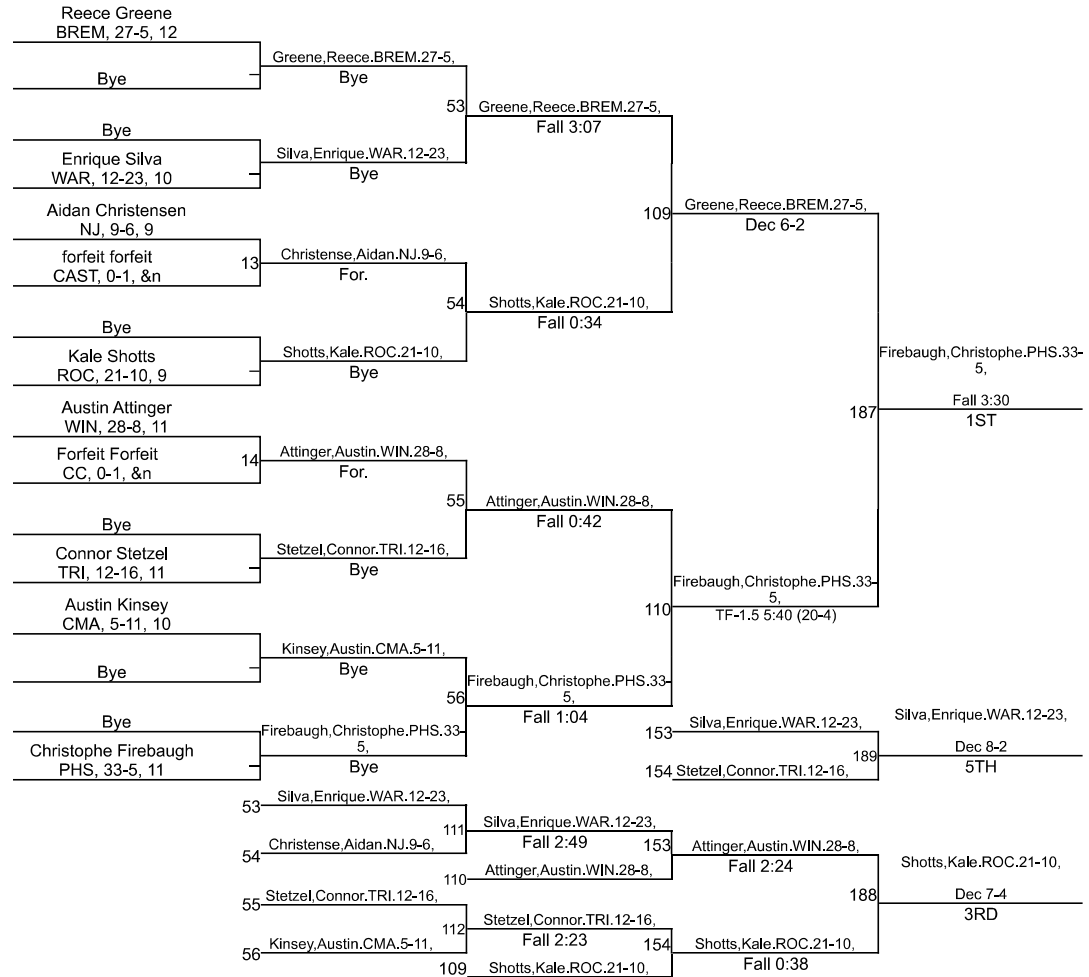 Reece Greene
BREM, 27-5, 12
Bye
Bye
Enrique Silva
WAR, 12-23, 10
Aidan Christensen
NJ, 9-6, 9
forfeit forfeit
CAST, 0-1, &n
Bye
Kale Shotts
ROC, 21-10, 9
Austin Attinger
WIN, 28-8, 11
Forfeit Forfeit
CC, 0-1, &n
Bye
Connor Stetzel
TRI, 12-16, 11
Austin Kinsey
CMA, 5-11, 10
Bye
Bye
Christophe Firebaugh
PHS, 33-5, 11
Greene,Reece.BREM.27-5,
Bye
Silva,Enrique.WAR.12-23,
Bye
13
Christense,Aidan.NJ.9-6,
For.
Shotts,Kale.ROC.21-10,
Bye
14
Attinger,Austin.WIN.28-8,
For.
Stetzel,Connor.TRI.12-16,
Bye
Kinsey,Austin.CMA.5-11,
Bye
Firebaugh,Christophe.PHS.33-
5,
Bye
53
Greene,Reece.BREM.27-5,
Fall 3:07
54
Shotts,Kale.ROC.21-10,
Fall 0:34
55
Attinger,Austin.WIN.28-8,
Fall 0:42
56
Firebaugh,Christophe.PHS.33-
5,
Fall 1:04
109
Greene,Reece.BREM.27-5,
Dec 6-2
110
Firebaugh,Christophe.PHS.33-
5,
TF-1.5 5:40 (20-4)
187
Firebaugh,Christophe.PHS.33-
5,
Fall 3:30
1ST
153
Silva,Enrique.WAR.12-23,
154
Stetzel,Connor.TRI.12-16,
189
Silva,Enrique.WAR.12-23,
Dec 8-2
5TH
53
Silva,Enrique.WAR.12-23,
54
Christense,Aidan.NJ.9-6,
55
Stetzel,Connor.TRI.12-16,
56
Kinsey,Austin.CMA.5-11,
111
Silva,Enrique.WAR.12-23,
Fall 2:49
110
Attinger,Austin.WIN.28-8,
112
Stetzel,Connor.TRI.12-16,
Fall 2:23
109
Shotts,Kale.ROC.21-10,
153
Attinger,Austin.WIN.28-8,
Fall 2:24
154
Shotts,Kale.ROC.21-10,
Fall 0:38
188
Shotts,Kale.ROC.21-10,
Dec 7-4
3RD